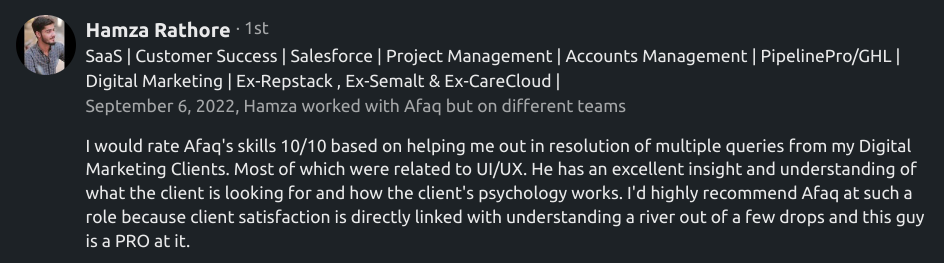 Hamza Rathore · 1st
SaaS | Customer Success | Salesforce | Project Management | Accounts Management | PipelinePro/GHL |
Digital Marketing | Ex-Repstack , Ex-Semalt & Ex-CareCloud |
September 6, 2022, Hamza worked with Afaq but on different teams
I would rate Afaq's skills 10/10 based on helping me out in resolution of multiple queries from my Digital
Marketing Clients. Most of which were related to UI/UX. He has an excellent insight and understanding of
what the client is looking for and how the client's psychology works. I'd highly recommend Afaq at such a
role because client satisfaction is directly linked with understanding a river out of a few drops and this guy
is a PRO at it.